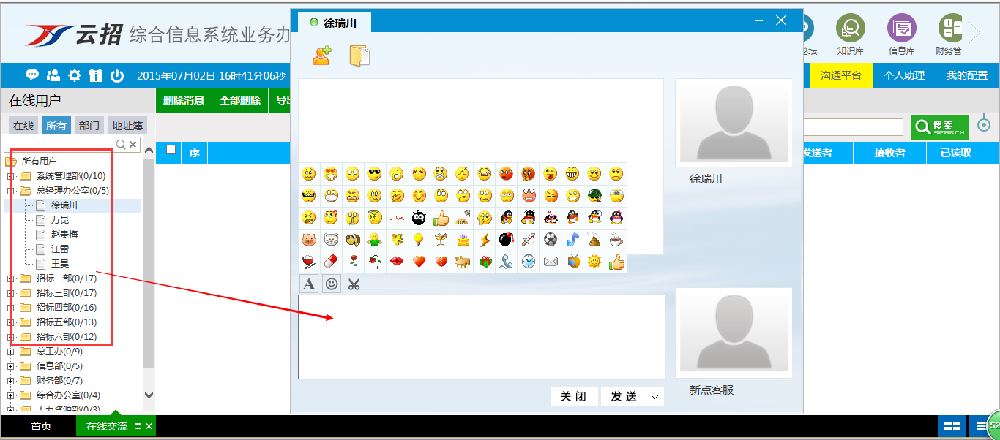 云招 综合信息系统业务办
徐瑞川
论坛 知识库 信息库 财务管
2015年07月02日 16时41分06秒
沟通平台 个人助理 我的配置
在线用户
删除消息 全部删除 导出
在线 所有 部门 地址簿
搜索
SEARCH
序
发送者 接收者 已读取
所有用户
系统管理部(0/10)
总经理办公室(0/5)
徐瑞川
万昆
赵贵梅
汪雷
王昊
招标一部(0/17)
招标三部(0/17)
招标四部(0/16)
招标五部(0/13)
招标六部(0/12)
总工办(0/9)
信息部(0/5)
财务部(0/7)
综合办公室(0/4)
人力资源部(0/3)
徐瑞川
A
新点客服
关 闭 发 送
首页 在线交流
52